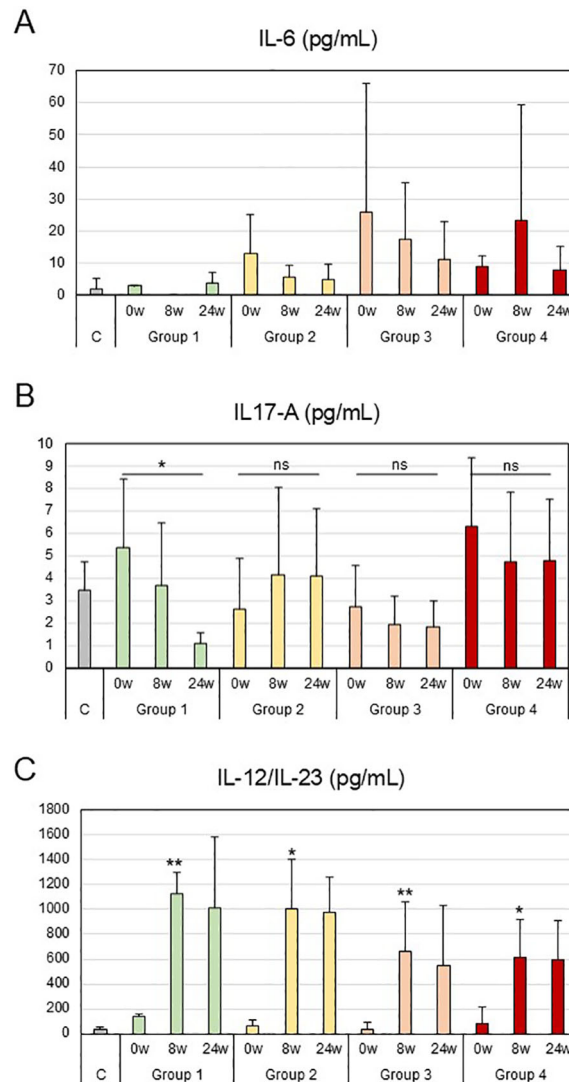 A
IL-6 (pg/mL)
70
60
50
40
30
20
10
0
0w 8w 24w 0w 8w 24w 0w 8w 24w 0w 8w 24w
C Group 1 Group 2 Group 3 Group 4
B
IL17-A (pg/mL)
10
9
8
7
6
5
4
3
2
1
0
* ns ns ns
0w 8w 24w 0w 8w 24w 0w 8w 24w 0w 8w 24w
C Group 1 Group 2 Group 3 Group 4
C
IL-12/IL-23 (pg/mL)
1800
1600
1400
1200
1000
800
600
400
200
0
** * ** *
0w 8w 24w 0w 8w 24w 0w 8w 24w 0w 8w 24w
C Group 1 Group 2 Group 3 Group 4